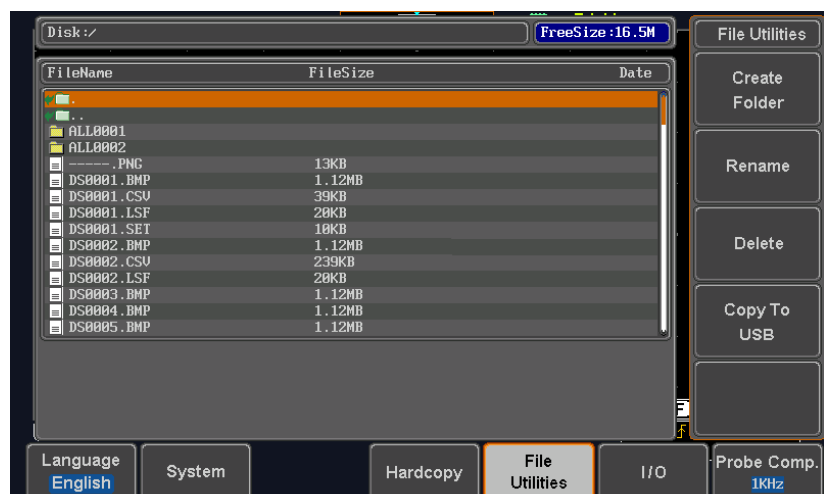 Disk:/ FreeSize:16.5M
File Utilities
FileName FileSize Date
.
..
ALL0001
ALL0002
-----.PNG 13KB
DS0001.BMP 1.12MB
DS0001.CSV 39KB
DS0001.LSF 20KB
DS0001.SET 10KB
DS0002.BMP 1.12MB
DS0002.CSV 239KB
DS0002.LSF 20KB
DS0003.BMP 1.12MB
DS0004.BMP 1.12MB
DS0005.BMP 1.12MB
Create
Folder
Rename
Delete
Copy To
USB
F
Language
English
System
Hardcopy
File
Utilities
I/O
Probe Comp.
1KHz